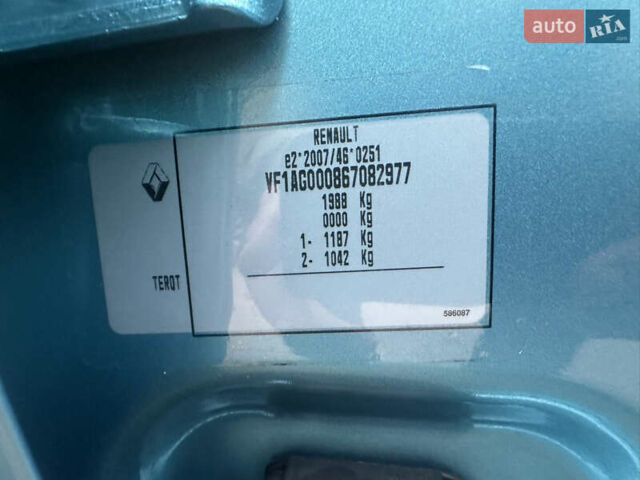 auto RIA.com
RENAULT
e2*2007/46*0251
VF1AG000867082977
1988 Kg
0000 Kg
1- 1187 Kg
2- 1042 Kg
TERQT
586087